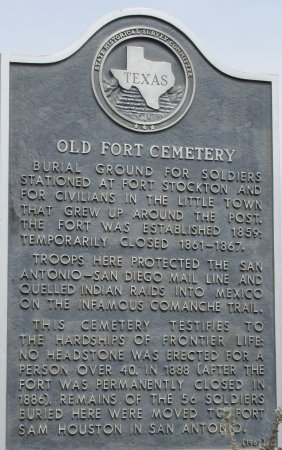 STATE HISTORICAL SURVEY COMMITTEE
TEXAS
OLD FORT CEMETERY
BURIAL GROUND FOR SOLDIERS
STATIONED AT FORT STOCKTON AND
FOR CIVILIANS IN THE LITTLE TOWN
THAT GREW UP AROUND THE POST.
THE FORT WAS ESTABLISHED 1859;
TEMPORARILY CLOSED 1861-1867.
TROOPS HERE PROTECTED THE SAN
ANTONIO-SAN DIEGO MAIL LINE AND
QUELLED INDIAN RAIDS INTO MEXICO
ON THE INFAMOUS COMANCHE TRAIL.
THIS CEMETERY TESTIFIES TO
THE HARDSHIPS OF FRONTIER LIFE:
NO HEADSTONE WAS ERECTED FOR A
PERSON OVER 40. IN 1888 (AFTER THE
FORT WAS PERMANENTLY CLOSED IN
1886), REMAINS OF THE 56 SOLDIERS
BURIED HERE WERE MOVED TO FORT
SAM HOUSTON IN SAN ANTONIO.